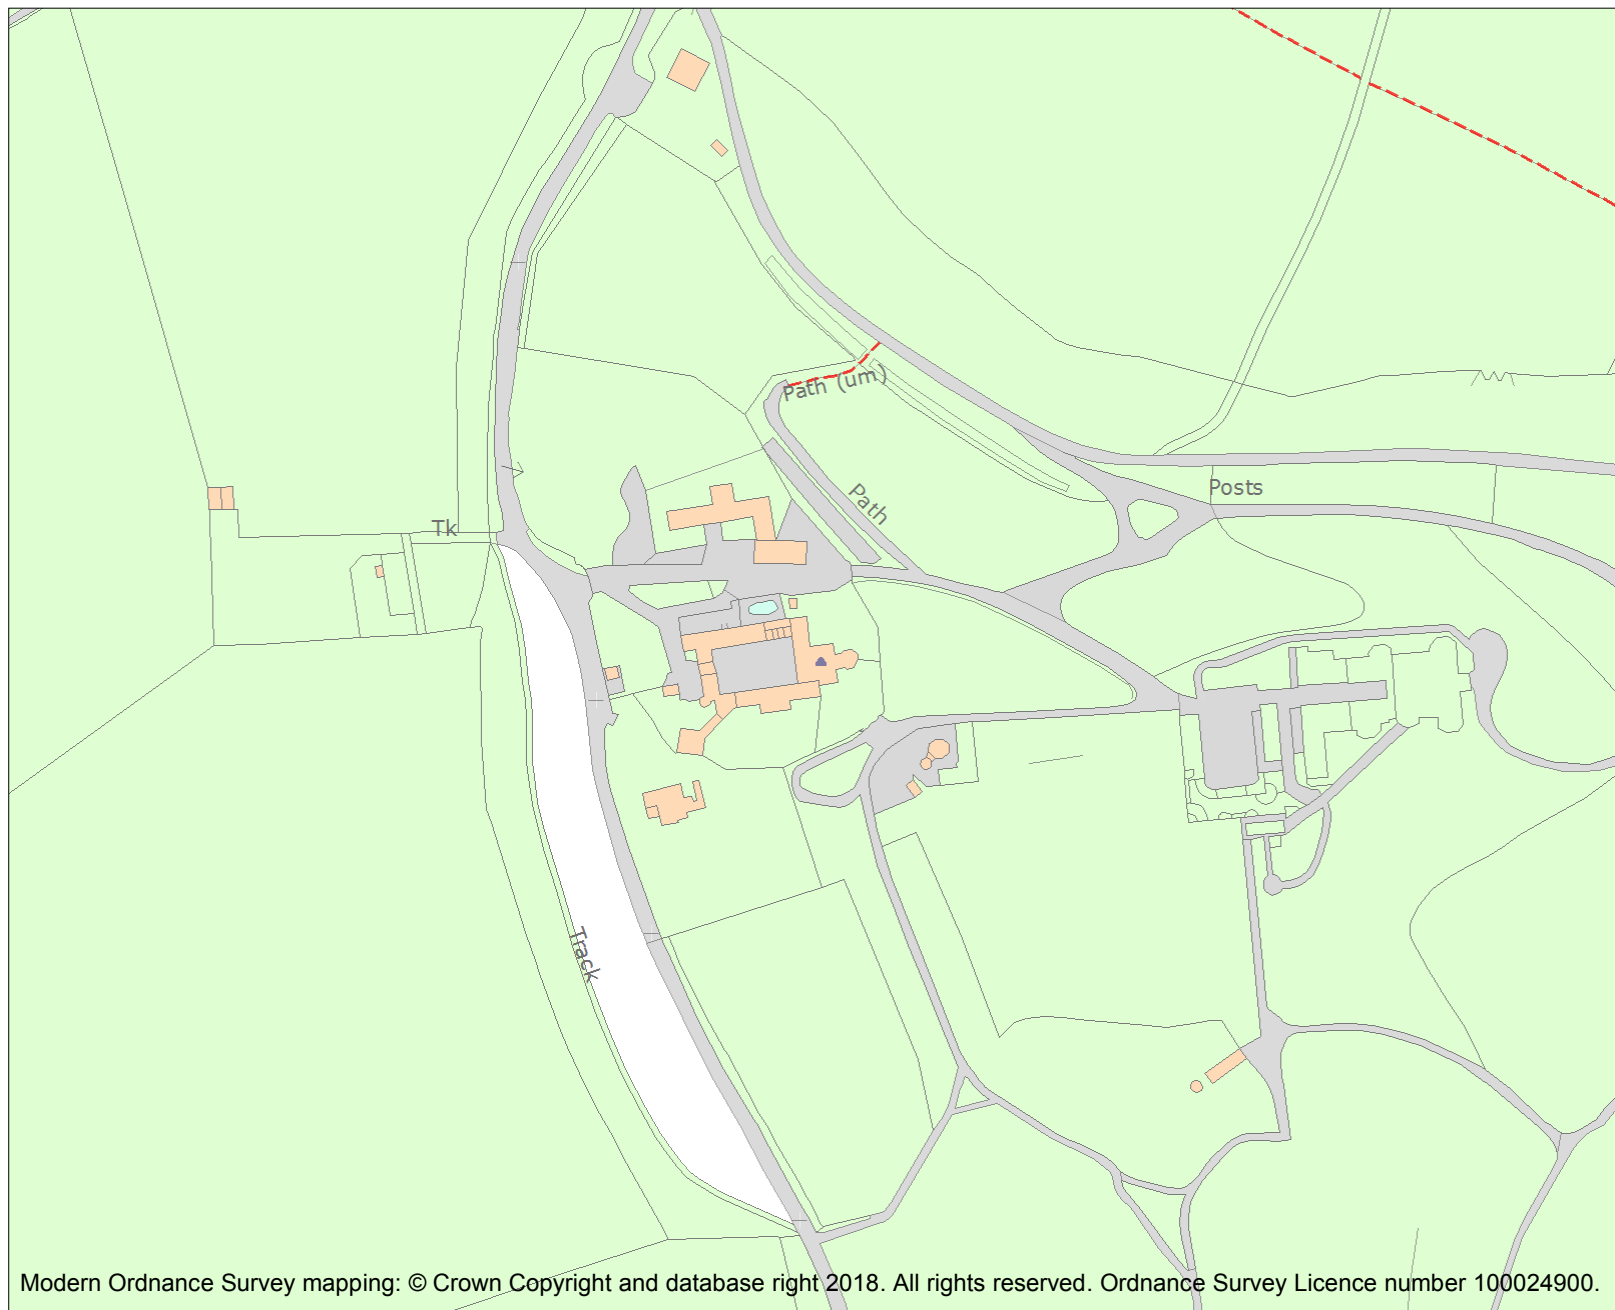 Path (um)
Path
Posts
Tk
Track
Modern Ordnance Survey mapping: © Crown Copyright and database right 2018. All rights reserved. Ordnance Survey Licence number 100024900.